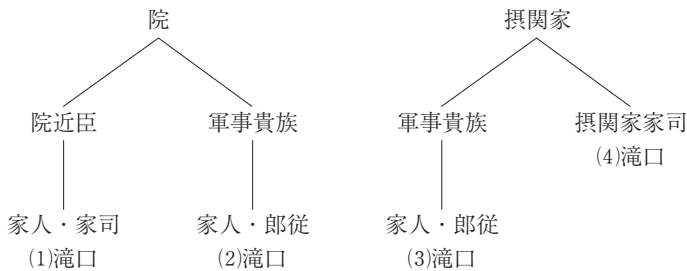 院 摂関家
院近臣 軍事貴族 軍事貴族 摂関家家司
(4)滝口
家人・家司 家人・郎従 家人・郎従
(1)滝口 (2)滝口 (3)滝口